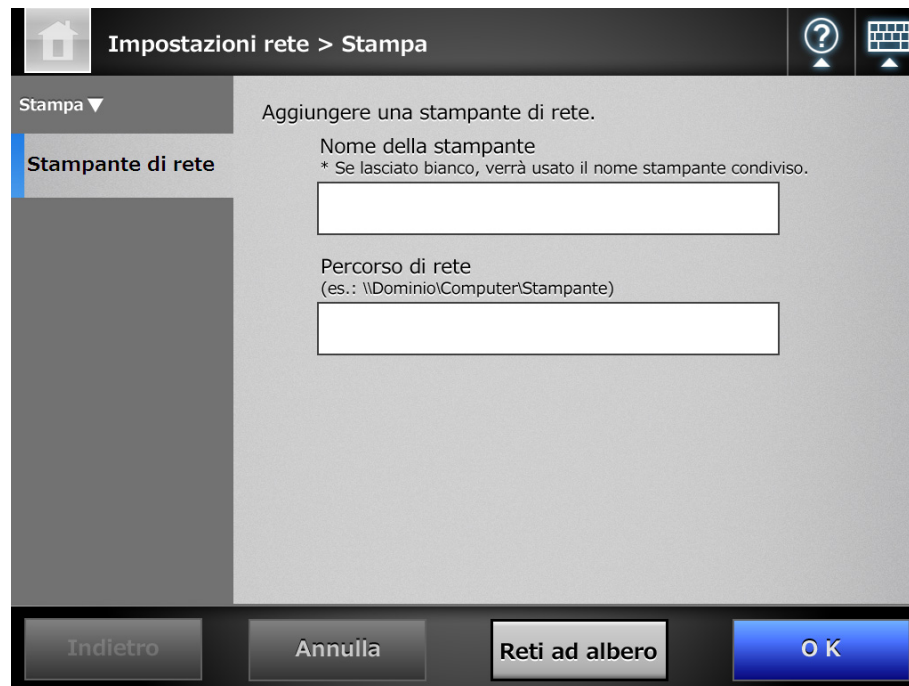 Impostazioni rete > Stampa
Stampa▼
Stampante di rete
Aggiungere una stampante di rete.
Nome della stampante
* Se lasciato bianco, verrà usato il nome stampante condiviso.
Percorso di rete
(es.: \\Dominio\Computer\Stampante)
Indietro
Annulla
Reti ad albero
O K